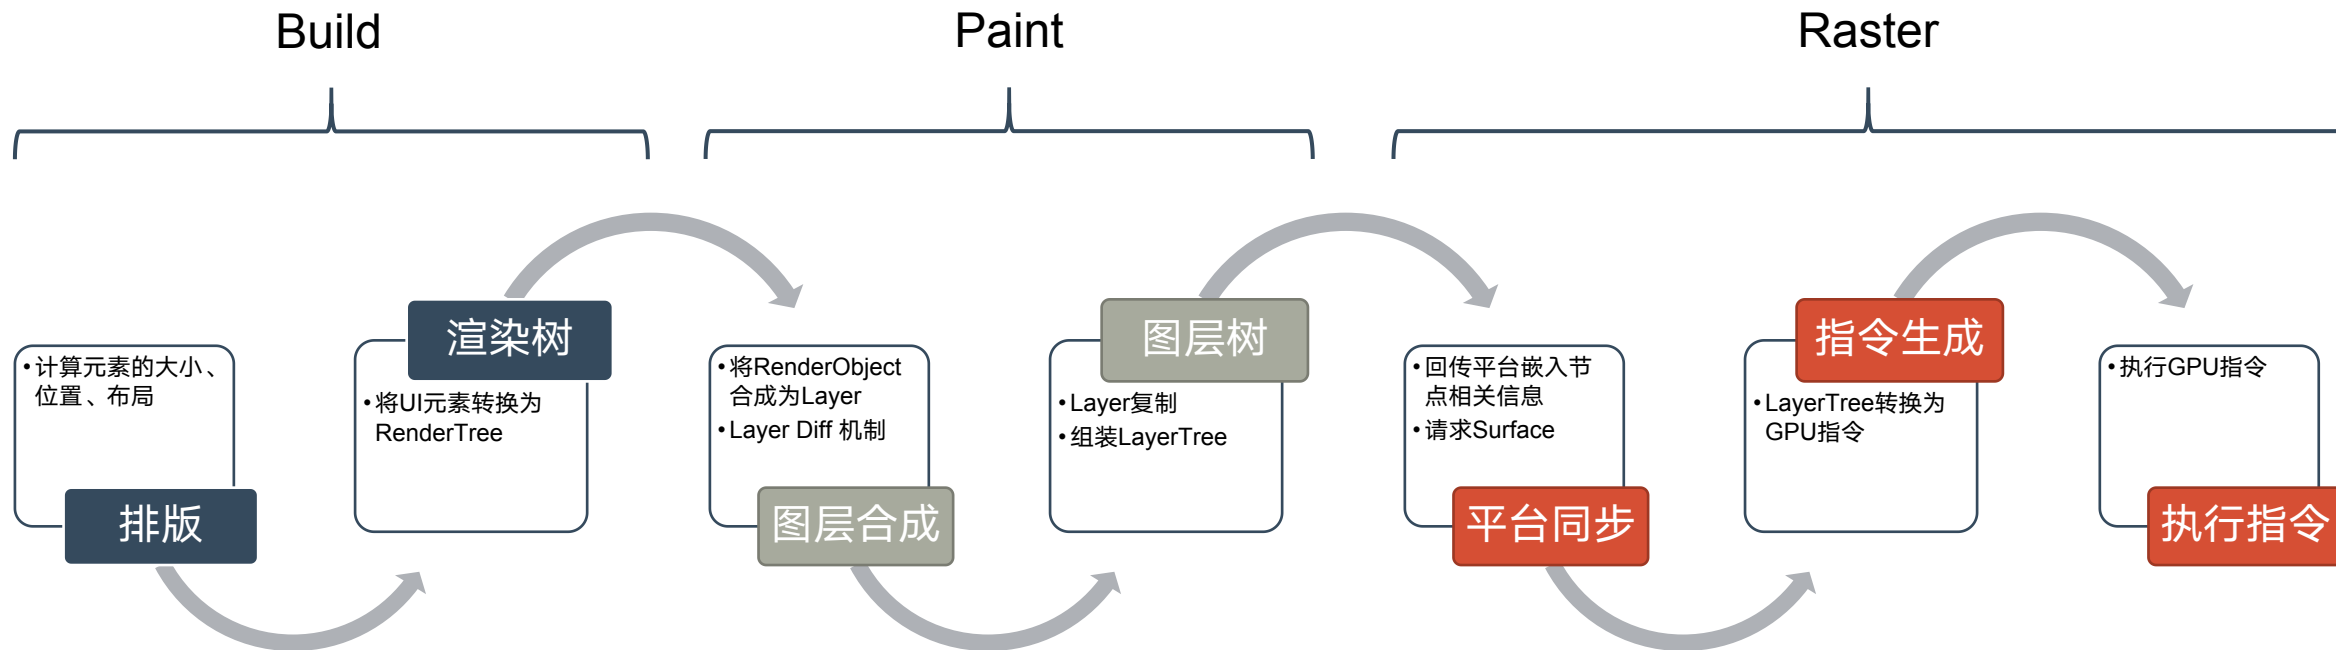 Build
Paint
Raster
•计算元素的大小、
位置、布局
排版
渲染树
•将UI元素转换为
RenderTree
•将RenderObject
合成为Layer
•Layer Diff 机制
图层合成
图层树
•Layer复制
•组装LayerTree
•回传平台嵌入节
点相关信息
•请求Surface
平台同步
指令生成
•LayerTree转换为
GPU指令
•执行GPU指令
执行指令